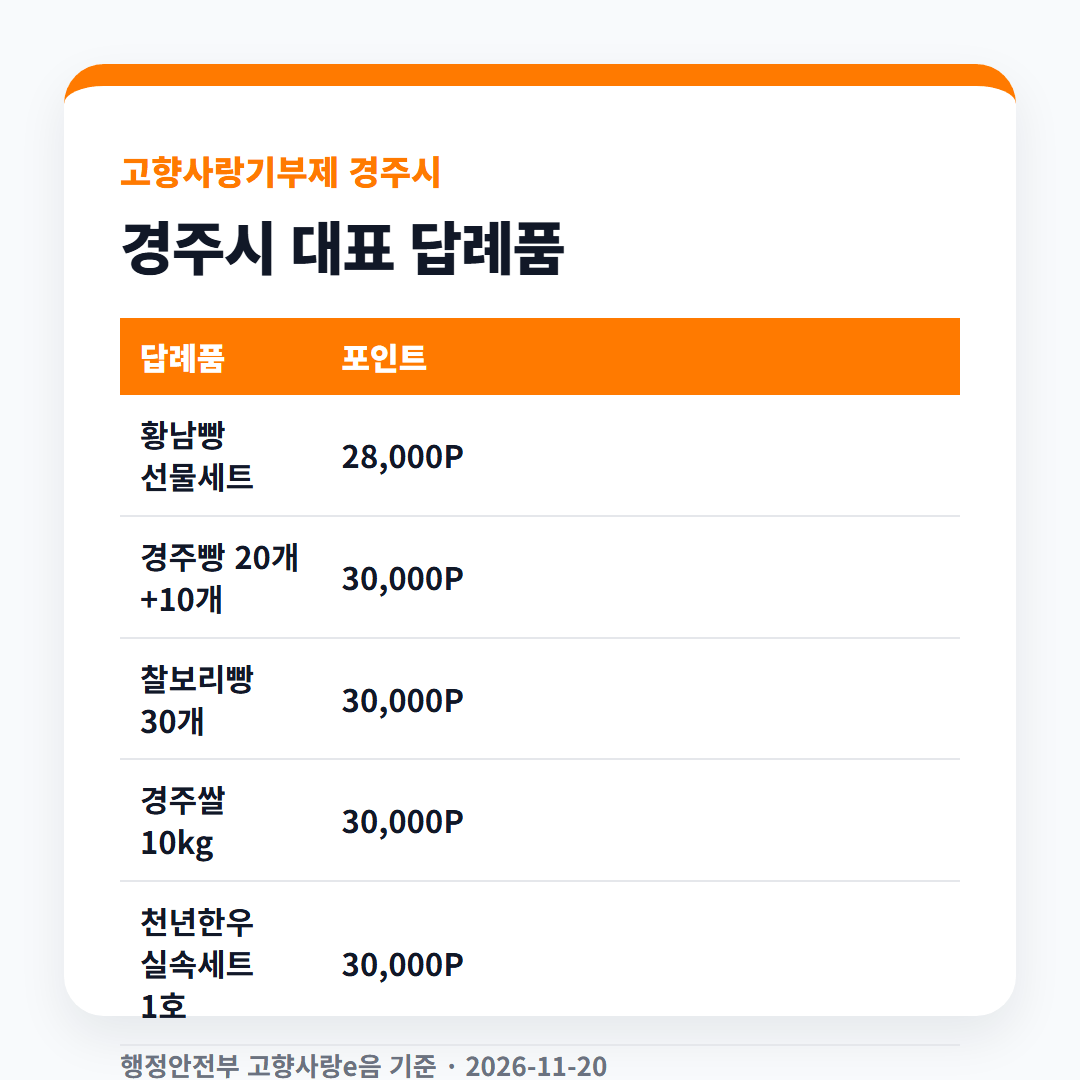 고향사랑기부제 경주시
경주시 대표 답례품
답례품 포인트
황남빵
선물세트
28,000P
경주빵 20개
+10개
30,000P
찰보리빵
30개
30,000P
경주쌀
10kg
30,000P
천년한우
실속세트
1호
30,000P
행정안전부 고향사랑e음 기준 · 2026-11-20